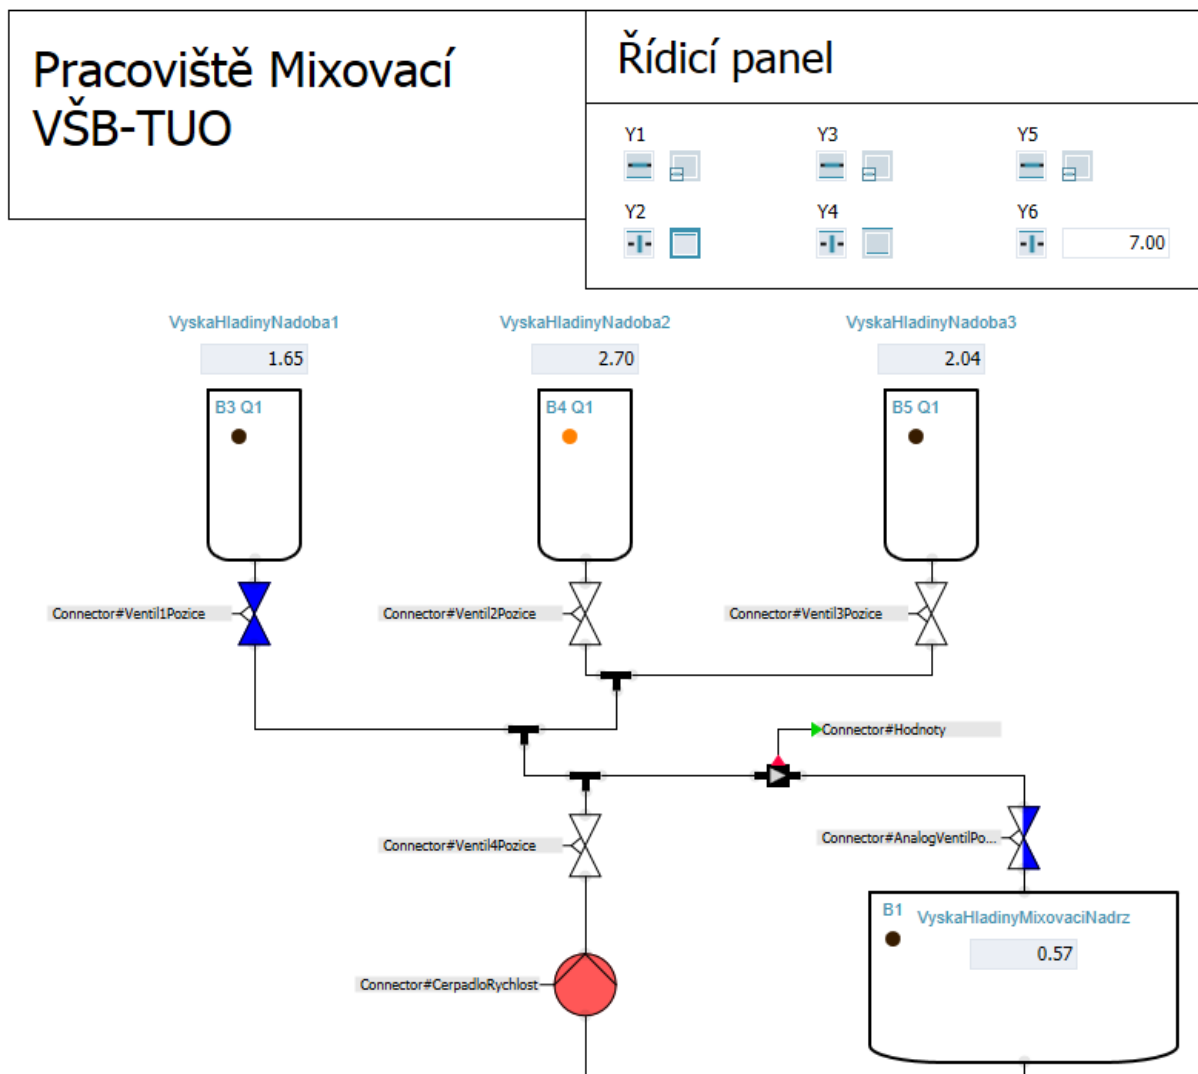 Pracoviště Mixovací
VŠB-TUO
Řídicí panel
Y1
Y3
Y5
Y2
Y4
Y6
7.00
VyskaHladinyNadoba1
VyskaHladinyNadoba2
VyskaHladinyNadoba3
1.65
2.70
2.04
B3 Q1
B4 Q1
B5 Q1
Connector#Ventil1Pozice
Connector#Ventil2Pozice
Connector#Ventil3Pozice
Connector#Hodnoty
Connector#Ventil4Pozice
Connector#AnalogVentilPo...
B1
VyskaHladinyMixovaciNadrz
0.57
Connector#CerpadloRychlost